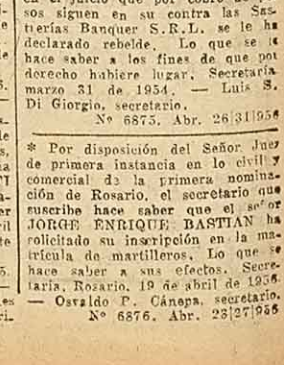 sos siguen en su contra las Sas-
trerías Banquer S.R.L. se le ha
declarado rebelde. Lo que se
hace saber a los fines de que por
derecho hubiere lugar. Secretaría
marzo 31 de 1954. — Luis S.
Di Giorgio, secretario.
Nº 6875. Abr. 26|31|956
* Por disposición del Señor Juez
de primera instancia en lo civil y
comercial de la primera nomina-
ción de Rosario, el secretario que
suscribe hace saber que el señor
JORGE ENRIQUE BASTIAN ha
solicitado su inscripción en la ma-
trícula de martilleros. Lo que se
hace saber a sus efectos. Secre-
taría, Rosario, 19 de abril de 1956.
— Osvaldo P. Cánepa, secretario.
Nº 6876. Abr. 23|27|956